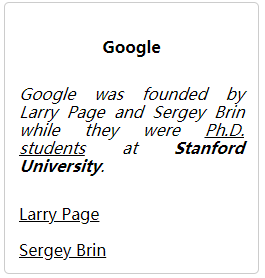 Google
Google was founded by
Larry Page and Sergey Brin
while they were Ph.D.
students at Stanford
University.
Larry Page
Sergey Brin